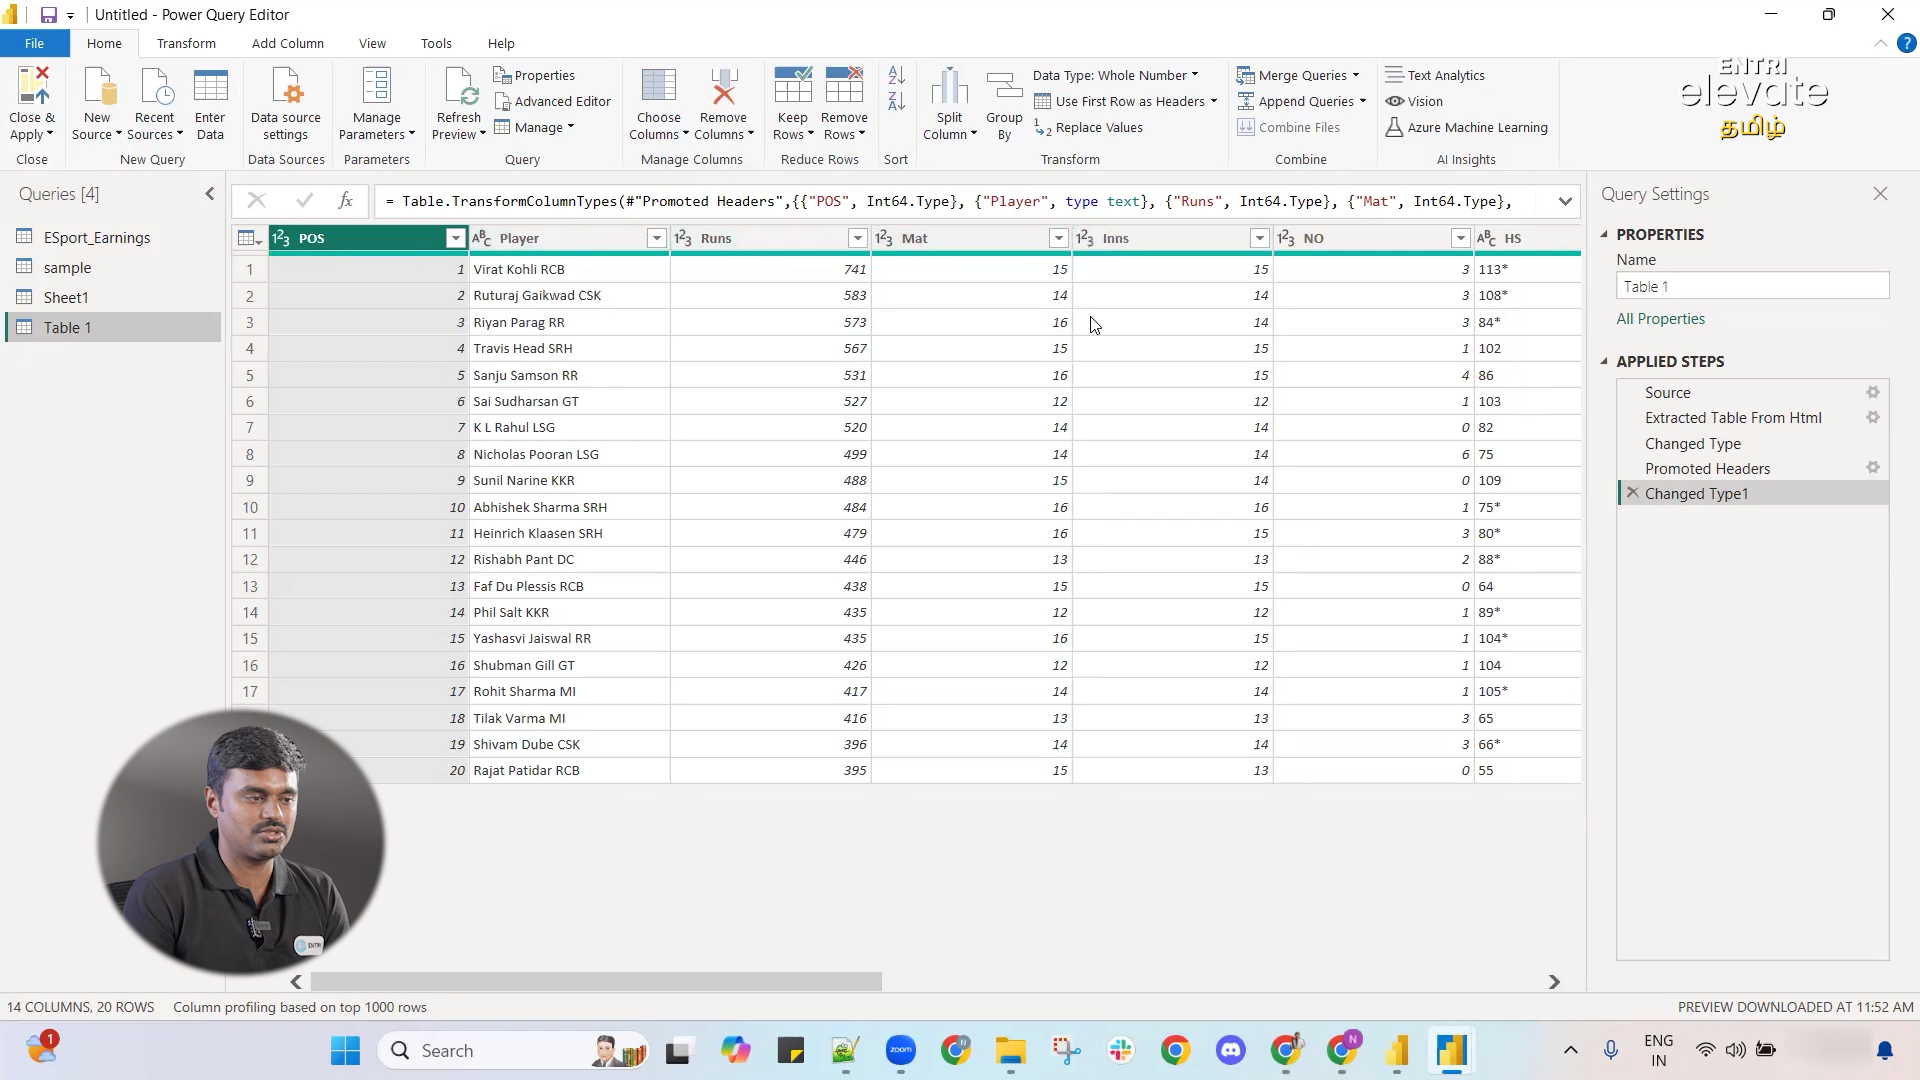 Untitled - Power Query Editor
File Home Transform Add Column View Tools Help
Close & Apply
Close
New Source
Recent Sources
Enter Data
New Query
Data source settings
Data Sources
Manage Parameters
Parameters
Refresh Preview
Properties
Advanced Editor
Manage
Query
Choose Columns
Remove Columns
Manage Columns
Keep Rows
Remove Rows
Reduce Rows
Sort
Split Column
Group By
Data Type: Whole Number
Use First Row as Headers
Replace Values
Transform
Merge Queries
Append Queries
Combine Files
Combine
Text Analytics
Vision
Azure Machine Learning
AI Insights
ENTRI
elevate
தமிழ்
Queries [4]
ESport_Earnings
sample
Sheet1
Table 1
fx = Table.TransformColumnTypes(#"Promoted Headers",{{"POS", Int64.Type}, {"Player", type text}, {"Runs", Int64.Type}, {"Mat", Int64.Type},
POS Player Runs Mat Inns NO HS
1 1 Virat Kohli RCB 741 15 15 3 113*
2 2 Ruturaj Gaikwad CSK 583 14 14 3 108*
3 3 Riyan Parag RR 573 16 14 3 84*
4 4 Travis Head SRH 567 15 15 1 102
5 5 Sanju Samson RR 531 16 15 4 86
6 6 Sai Sudharsan GT 527 12 12 1 103
7 7 K L Rahul LSG 520 14 14 0 82
8 8 Nicholas Pooran LSG 499 14 14 6 75
9 9 Sunil Narine KKR 488 15 14 0 109
10 10 Abhishek Sharma SRH 484 16 16 1 75*
11 11 Heinrich Klaasen SRH 479 16 15 3 80*
12 12 Rishabh Pant DC 446 13 13 2 88*
13 13 Faf Du Plessis RCB 438 15 15 0 64
14 14 Phil Salt KKR 435 12 12 1 89*
15 15 Yashasvi Jaiswal RR 435 16 15 1 104*
16 16 Shubman Gill GT 426 12 12 1 104
17 17 Rohit Sharma MI 417 14 14 1 105*
18 Tilak Varma MI 416 13 13 3 65
19 Shivam Dube CSK 396 14 14 3 66*
20 Rajat Patidar RCB 395 15 13 0 55
ENTRI
Query Settings
PROPERTIES
Name
Table 1
All Properties
APPLIED STEPS
Source
Extracted Table From Html
Changed Type
Promoted Headers
Changed Type1
14 COLUMNS, 20 ROWS Column profiling based on top 1000 rows
PREVIEW DOWNLOADED AT 11:52 AM
1
Search
zoom
N
N
ENG
IN